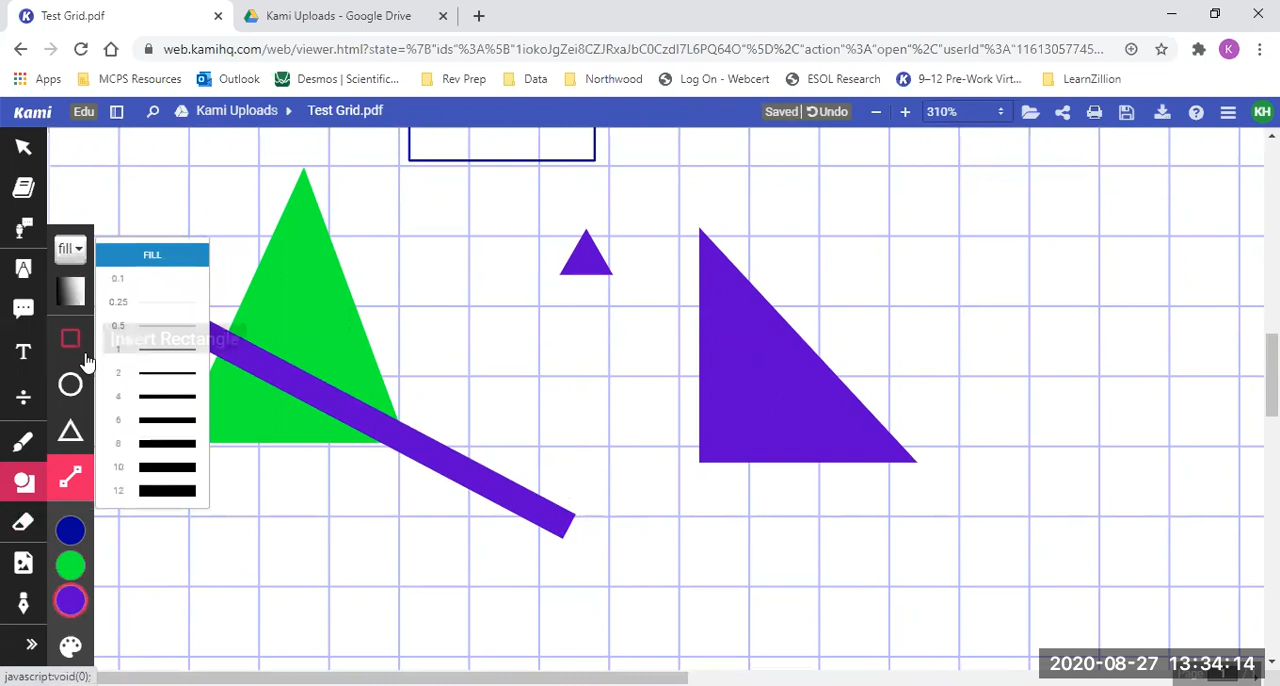 Test Grid.pdf
Kami Uploads - Google Drive
web.kamihq.com/web/viewer.html?state=%7B"ids"%3A%5B"1iokoJgZei8CZJRxaJbC0CzdI7L6PQ64O"%5D%2C"action"%3A"open"%2C"userId"%3A"11613057745...
K
Apps
MCPS Resources
Outlook
Desmos | Scientific...
Rev Prep
Data
Northwood
Log On - Webcert
ESOL Research
9–12 Pre-Work Virt...
LearnZillion
Kami
Edu
Kami Uploads
Test Grid.pdf
Saved
Undo
310%
KH
fill
FILL
0.1
0.25
0.5
Insert Rectangle
1
2
4
6
8
10
12
2020-08-27 13:34:14
Page 1
javascript:void(0);